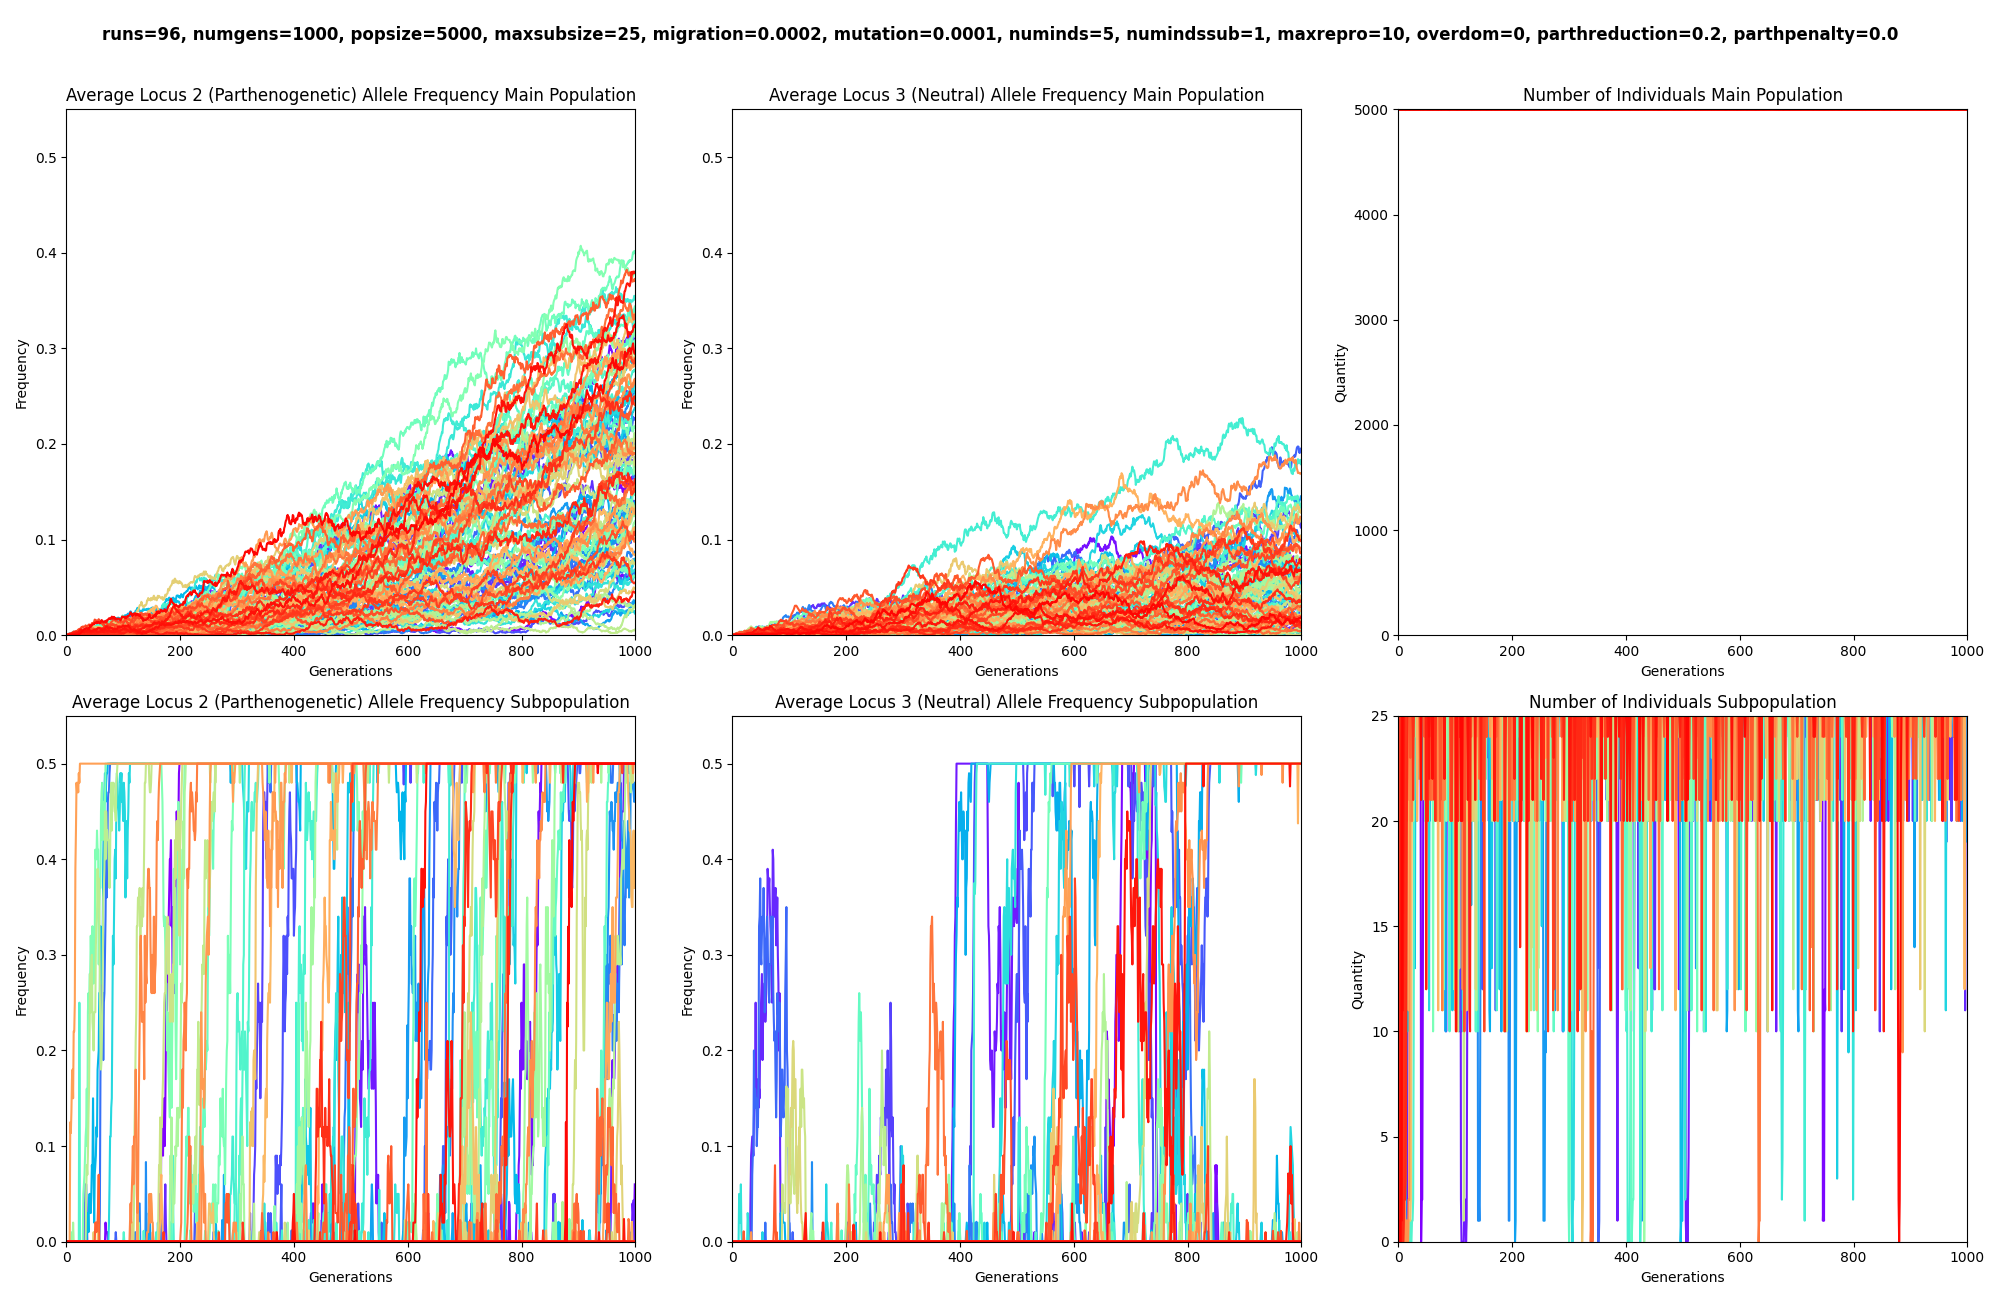 runs=96, numgens=1000, popsize=5000, maxsubsize=25, migration=0.0002, mutation=0.0001, numinds=5, numindssub=1, maxrepro=10, overdom=0, parthreduction=0.2, parthpenalty=0.0
Average Locus 2 (Parthenogenetic) Allele Frequency Main Population
Frequency
0.5
0.4
0.3
0.2
0.1
0.0
0 200 400 600 800 1000
Generations
Average Locus 3 (Neutral) Allele Frequency Main Population
Frequency
0.5
0.4
0.3
0.2
0.1
0.0
0 200 400 600 800 1000
Generations
Number of Individuals Main Population
Quantity
5000
4000
3000
2000
1000
0
0 200 400 600 800 1000
Generations
Average Locus 2 (Parthenogenetic) Allele Frequency Subpopulation
Frequency
0.5
0.4
0.3
0.2
0.1
0.0
0 200 400 600 800 1000
Generations
Average Locus 3 (Neutral) Allele Frequency Subpopulation
Frequency
0.5
0.4
0.3
0.2
0.1
0.0
0 200 400 600 800 1000
Generations
Number of Individuals Subpopulation
Quantity
25
20
15
10
5
0
0 200 400 600 800 1000
Generations